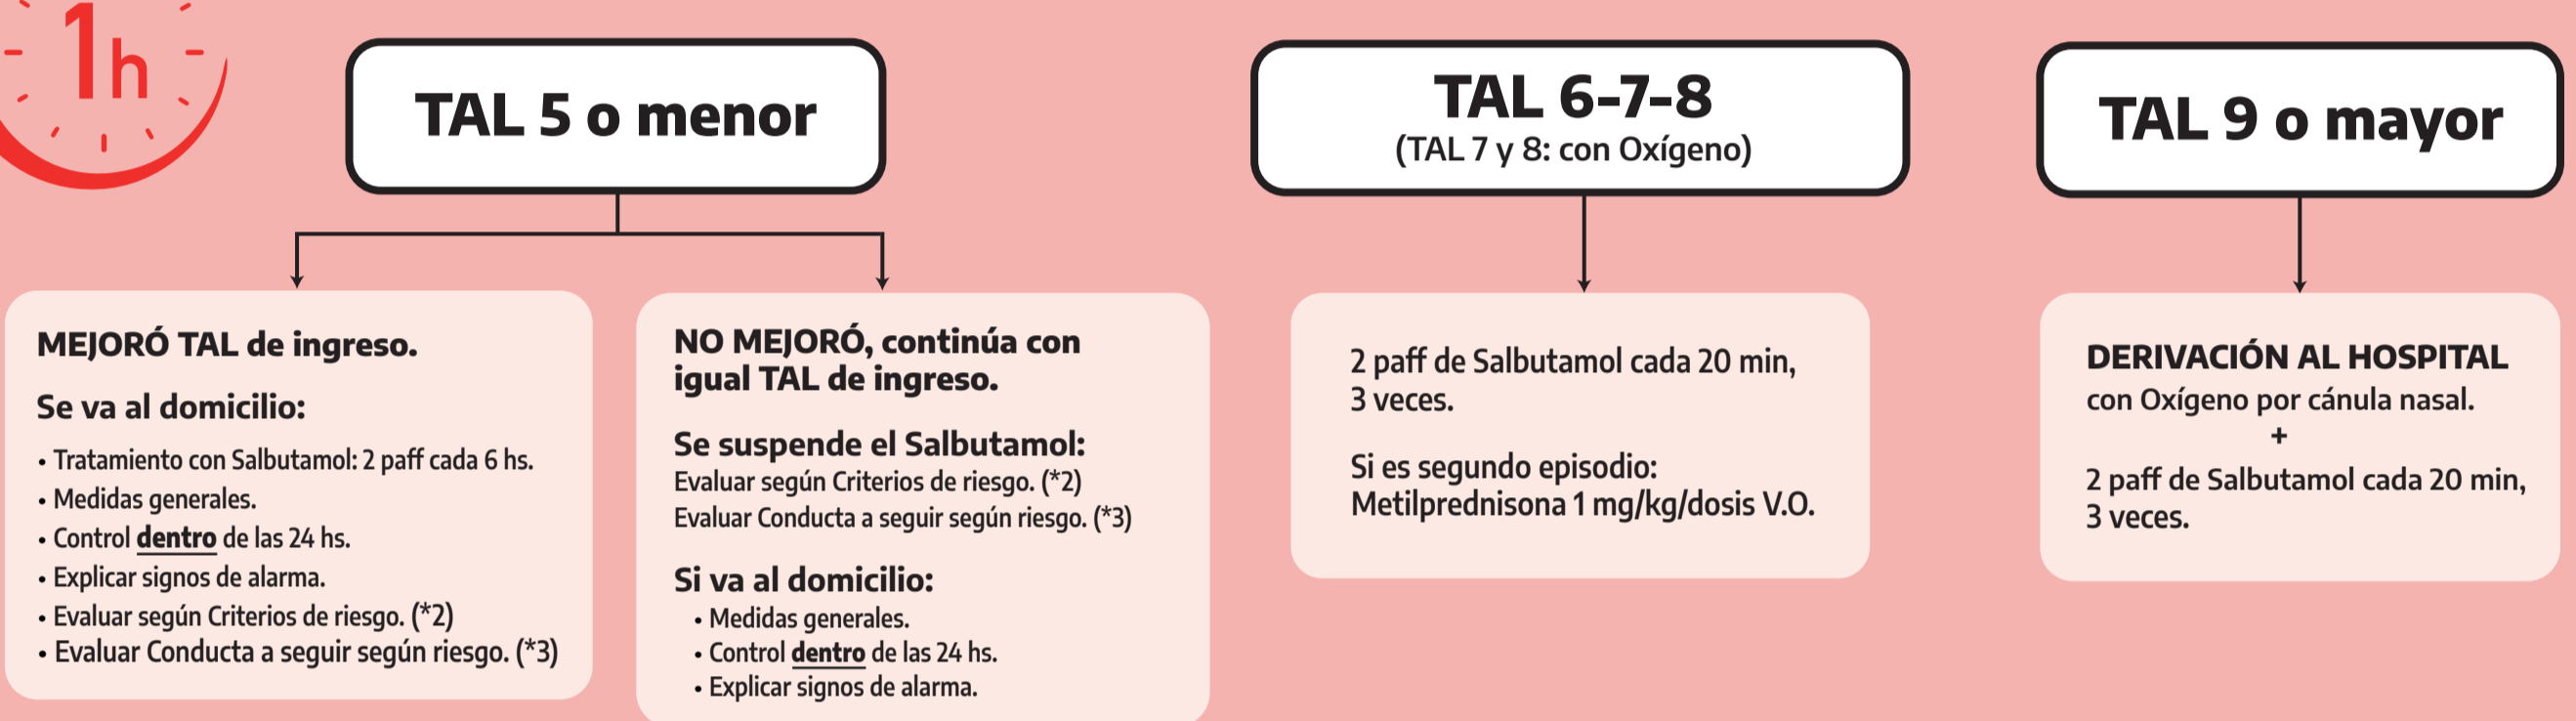 1h
TAL 5 o menor
MEJORÓ TAL de ingreso.
Se va al domicilio:
• Tratamiento con Salbutamol: 2 paff cada 6 hs.
• Medidas generales.
• Control dentro de las 24 hs.
• Explicar signos de alarma.
• Evaluar según Criterios de riesgo. (*2)
• Evaluar Conducta a seguir según riesgo. (*3)
NO MEJORÓ, continúa con
igual TAL de ingreso.
Se suspende el Salbutamol:
Evaluar según Criterios de riesgo. (*2)
Evaluar Conducta a seguir según riesgo. (*3)
Si va al domicilio:
• Medidas generales.
• Control dentro de las 24 hs.
• Explicar signos de alarma.
TAL 6-7-8
(TAL 7 y 8: con Oxígeno)
2 paff de Salbutamol cada 20 min,
3 veces.
Si es segundo episodio:
Metilprednisona 1 mg/kg/dosis V.O.
TAL 9 o mayor
DERIVACIÓN AL HOSPITAL
con Oxígeno por cánula nasal.
+
2 paff de Salbutamol cada 20 min,
3 veces.